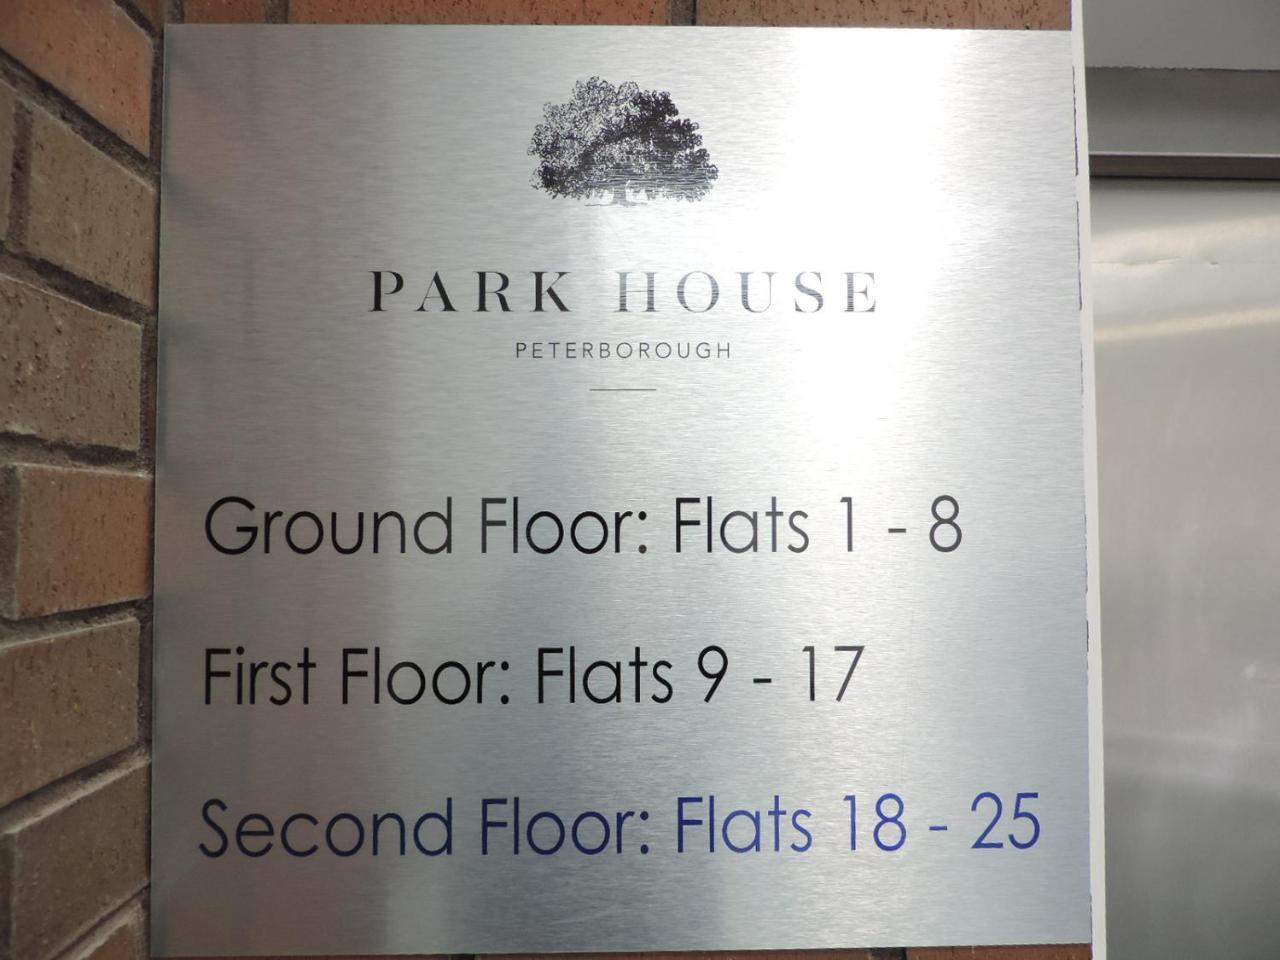 PARK HOUSE
PETERBOROUGH
Ground Floor: Flats 1 - 8
First Floor: Flats 9 - 17
Second Floor: Flats 18 - 25